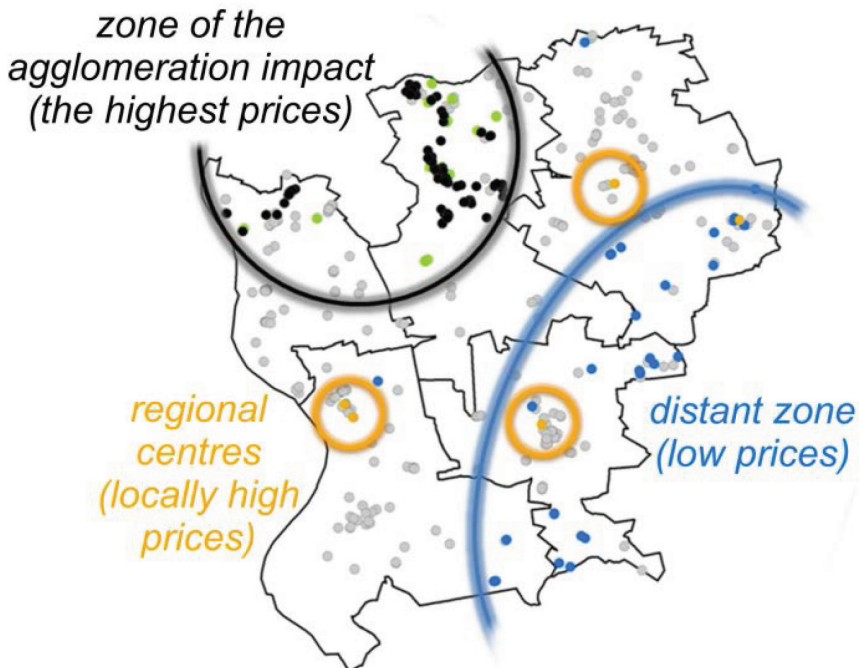 zone of the
agglomeration impact
(the highest prices)
regional
centres
(locally high
prices)
distant zone
(low prices)